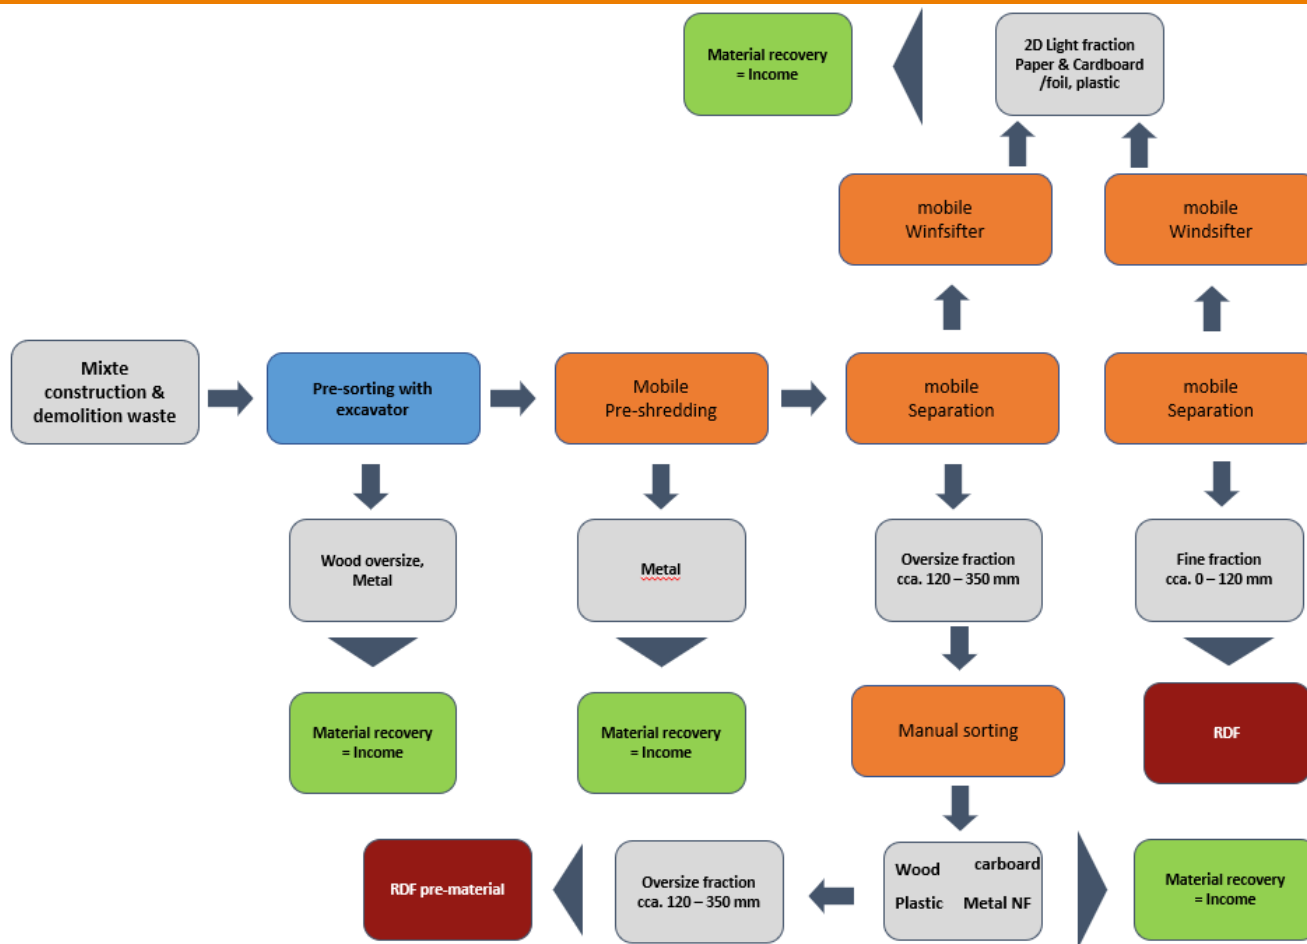 Material recovery
= Income
2D Light fraction
Paper & Cardboard
/foil, plastic
mobile
Winfsifter
mobile
Windsifter
Mixte
construction &
demolition waste
Pre-sorting with
excavator
Mobile
Pre-shredding
mobile
Separation
mobile
Separation
Wood oversize,
Metal
Metal
Oversize fraction
cca. 120 – 350 mm
Fine fraction
cca. 0 – 120 mm
Material recovery
= Income
Material recovery
= Income
Manual sorting
RDF
RDF pre-material
Oversize fraction
cca. 120 – 350 mm
Wood carboard
Plastic Metal NF
Material recovery
= Income